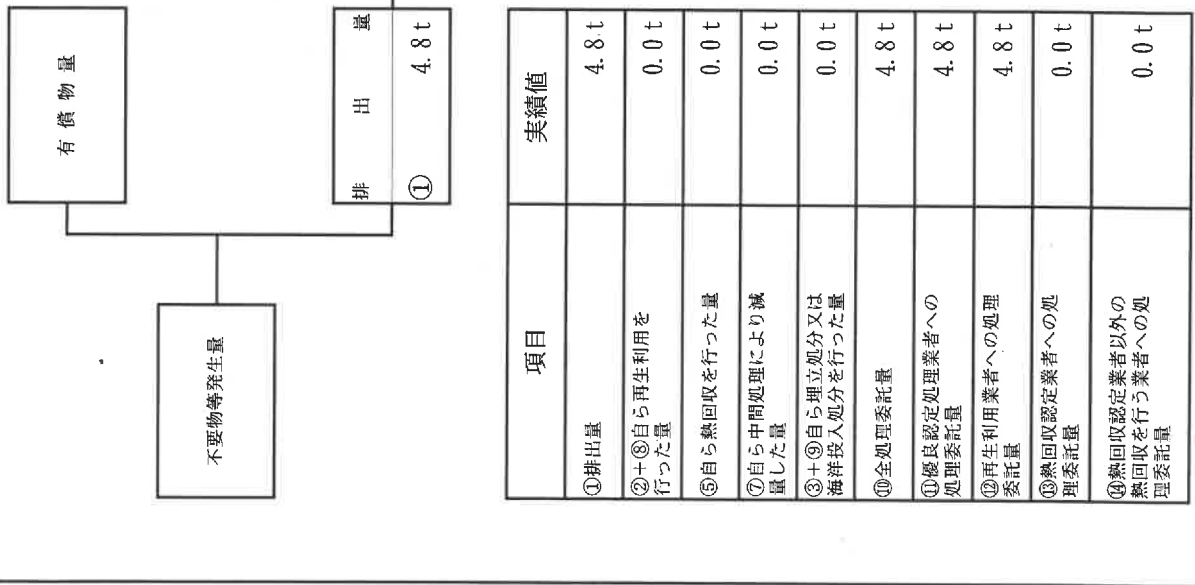 有償物量
不要物等発生量
排出量
① 4.8t
項目 実績値
①排出量 4.8t
②+⑧自ら再生利用を
行った量 0.0t
⑤自ら熱回収を行った量 0.0t
⑦自ら中間処理により減
量した量 0.0t
③+⑨自ら埋立処分又は
海洋投入処分を行った量 0.0t
⑩全処理委託量 4.8t
⑪優良認定処理業者への
処理委託量 4.8t
⑫再生利用業者への処理
委託量 4.8t
⑬熱回収認定業者への処
理委託量 0.0t
⑭熱回収認定業者以外の
熱回収を行う業者への処
理委託量 0.0t